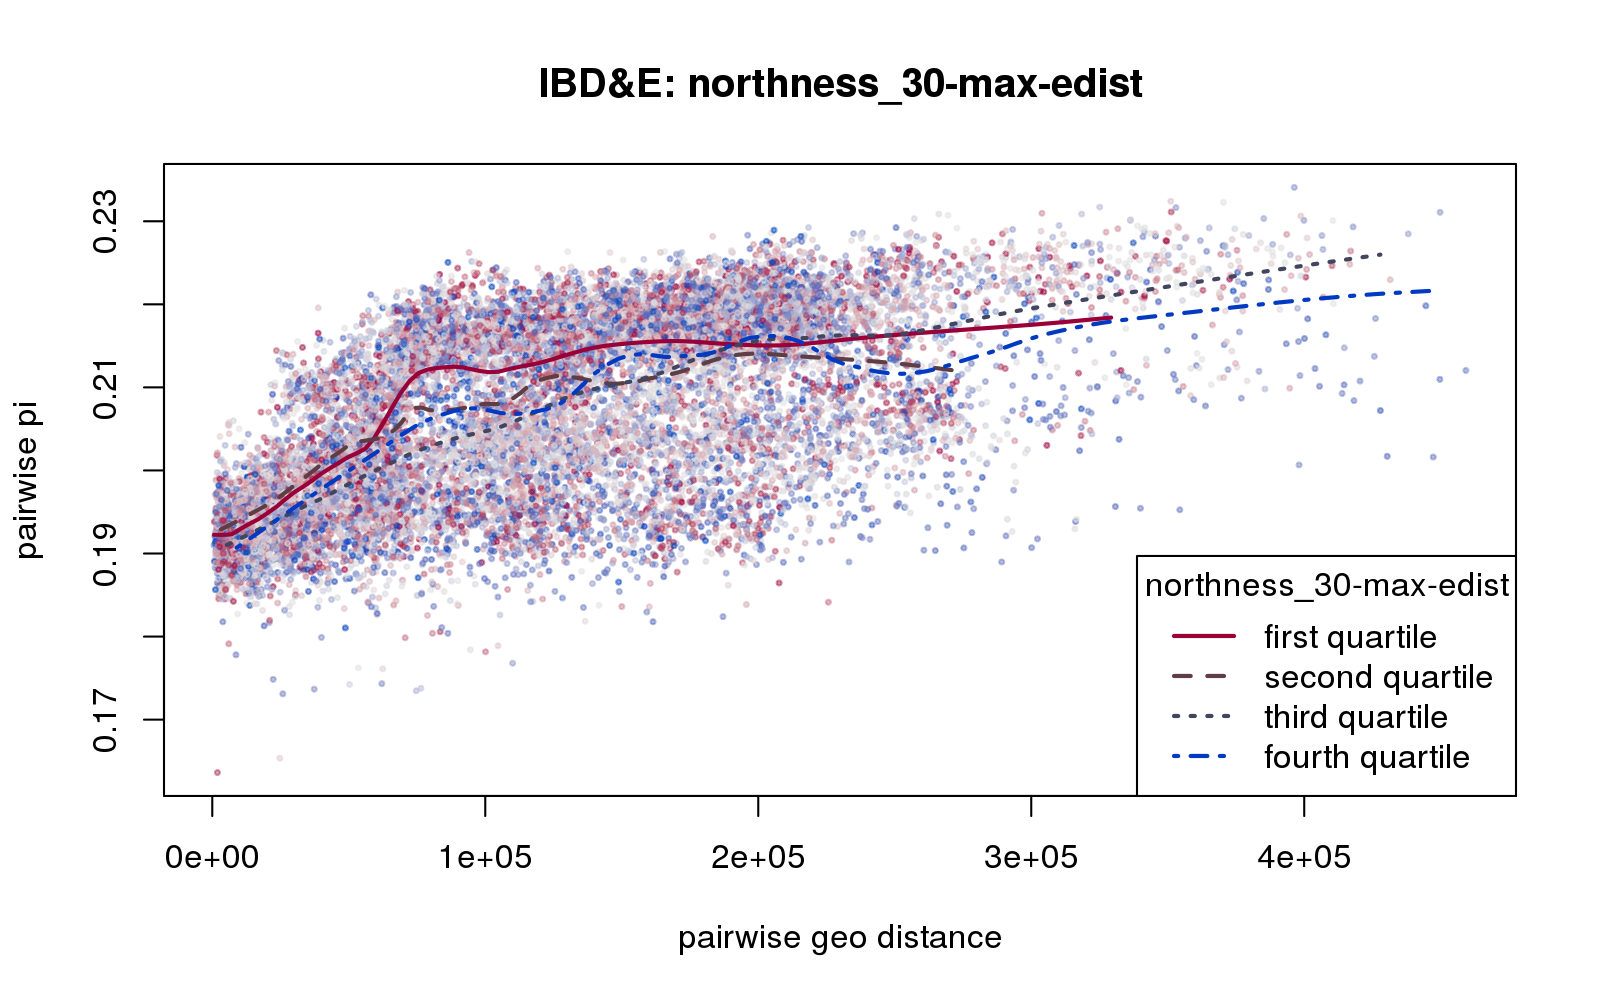 IBD&E: northness_30-max-edist
pairwise pi
0.23
0.21
0.19
0.17
northness_30-max-edist
first quartile
second quartile
third quartile
fourth quartile
0e+00 1e+05 2e+05 3e+05 4e+05
pairwise geo distance